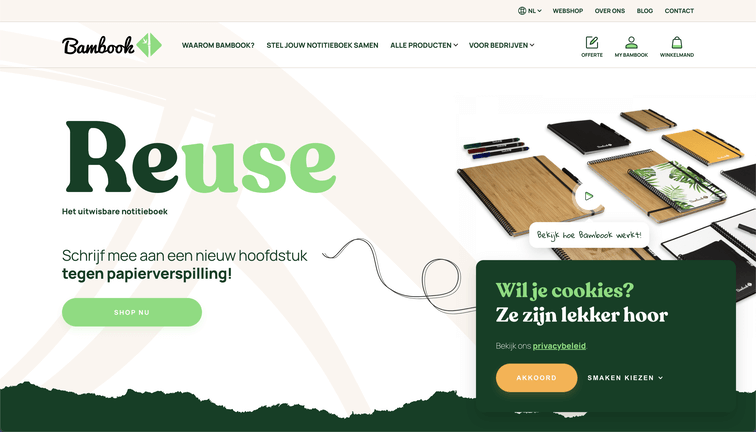 NL
WEBSHOP
OVER ONS
BLOG
CONTACT
Bambook
WAAROM BAMBOOK?
STEL JOUW NOTITIEBOEK SAMEN
ALLE PRODUCTEN
VOOR BEDRIJVEN
OFFERTE
MY BAMBOOK
WINKELMAND
Reuse
Het uitwisbare notitieboek
Bekijk hoe Bambook werkt!
Schrijf mee aan een nieuw hoofdstuk
tegen papierverspilling!
SHOP NU
Wil je cookies?
Ze zijn lekker hoor
Bekijk ons privacybeleid
AKKOORD
SMAKEN KIEZEN